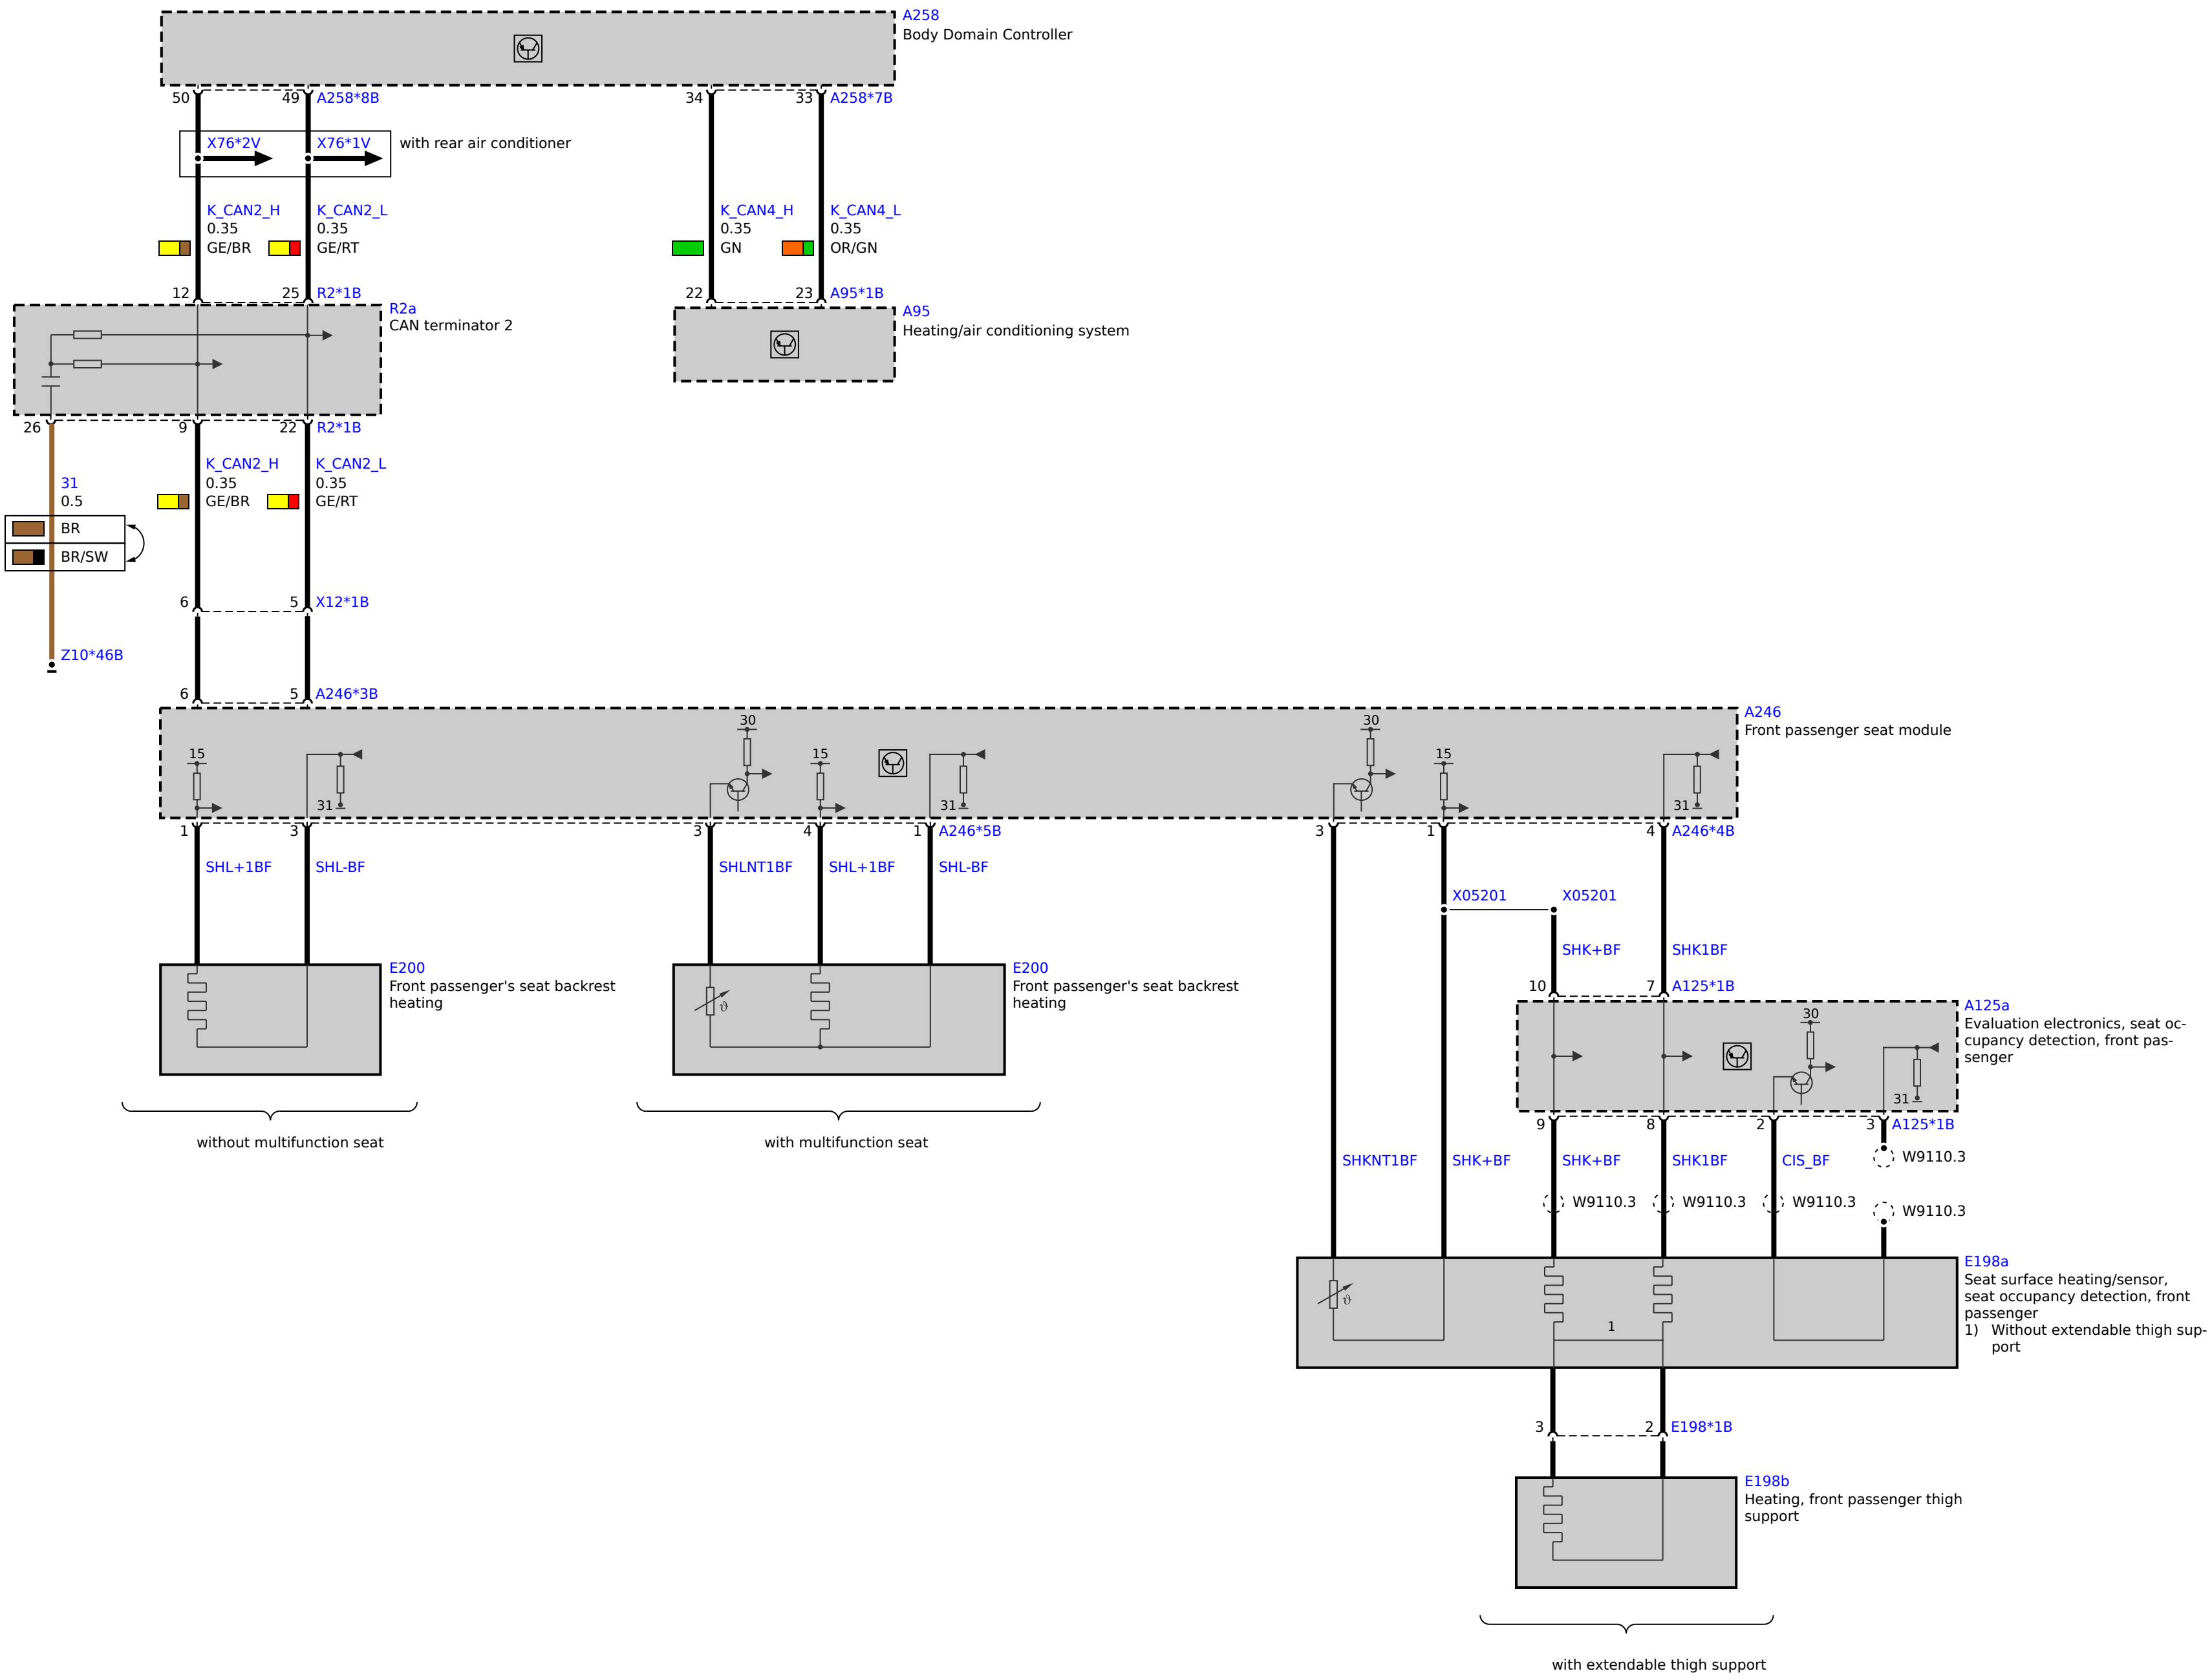 A258
Body Domain Controller
50 49 A258*8B 34 33 A258*7B
X76*2V X76*1V with rear air conditioner
K_CAN2_H K_CAN2_L K_CAN4_H K_CAN4_L
0.35 0.35 0.35 0.35
GE/BR GE/RT GN OR/GN
12 25 R2*1B 22 23 A95*1B
R2a
CAN terminator 2
A95
Heating/air conditioning system
26 9 22 R2*1B
K_CAN2_H K_CAN2_L
31 0.35 0.35
0.5 GE/BR GE/RT
BR
BR/SW
6 5 X12*1B
Z10*46B
6 5 A246*3B
A246
Front passenger seat module
30 30
15 15 15
31 31 31
1 3 3 4 1 A246*5B 3 1 4 A246*4B
SHL+1BF SHL-BF SHLNT1BF SHL+1BF SHL-BF
X05201 X05201
SHK+BF SHK1BF
E200
Front passenger's seat backrest
heating
E200
Front passenger's seat backrest
heating
10 7 A125*1B
A125a
Evaluation electronics, seat oc-
cupancy detection, front pas-
senger
30
31
ϑ
9 8 2 3 A125*1B
without multifunction seat with multifunction seat
SHKNT1BF SHK+BF SHK+BF SHK1BF CIS_BF W9110.3
W9110.3 W9110.3 W9110.3 W9110.3
E198a
Seat surface heating/sensor,
seat occupancy detection, front
passenger
1) Without extendable thigh sup-
port
ϑ
1
3 2 E198*1B
E198b
Heating, front passenger thigh
support
with extendable thigh support